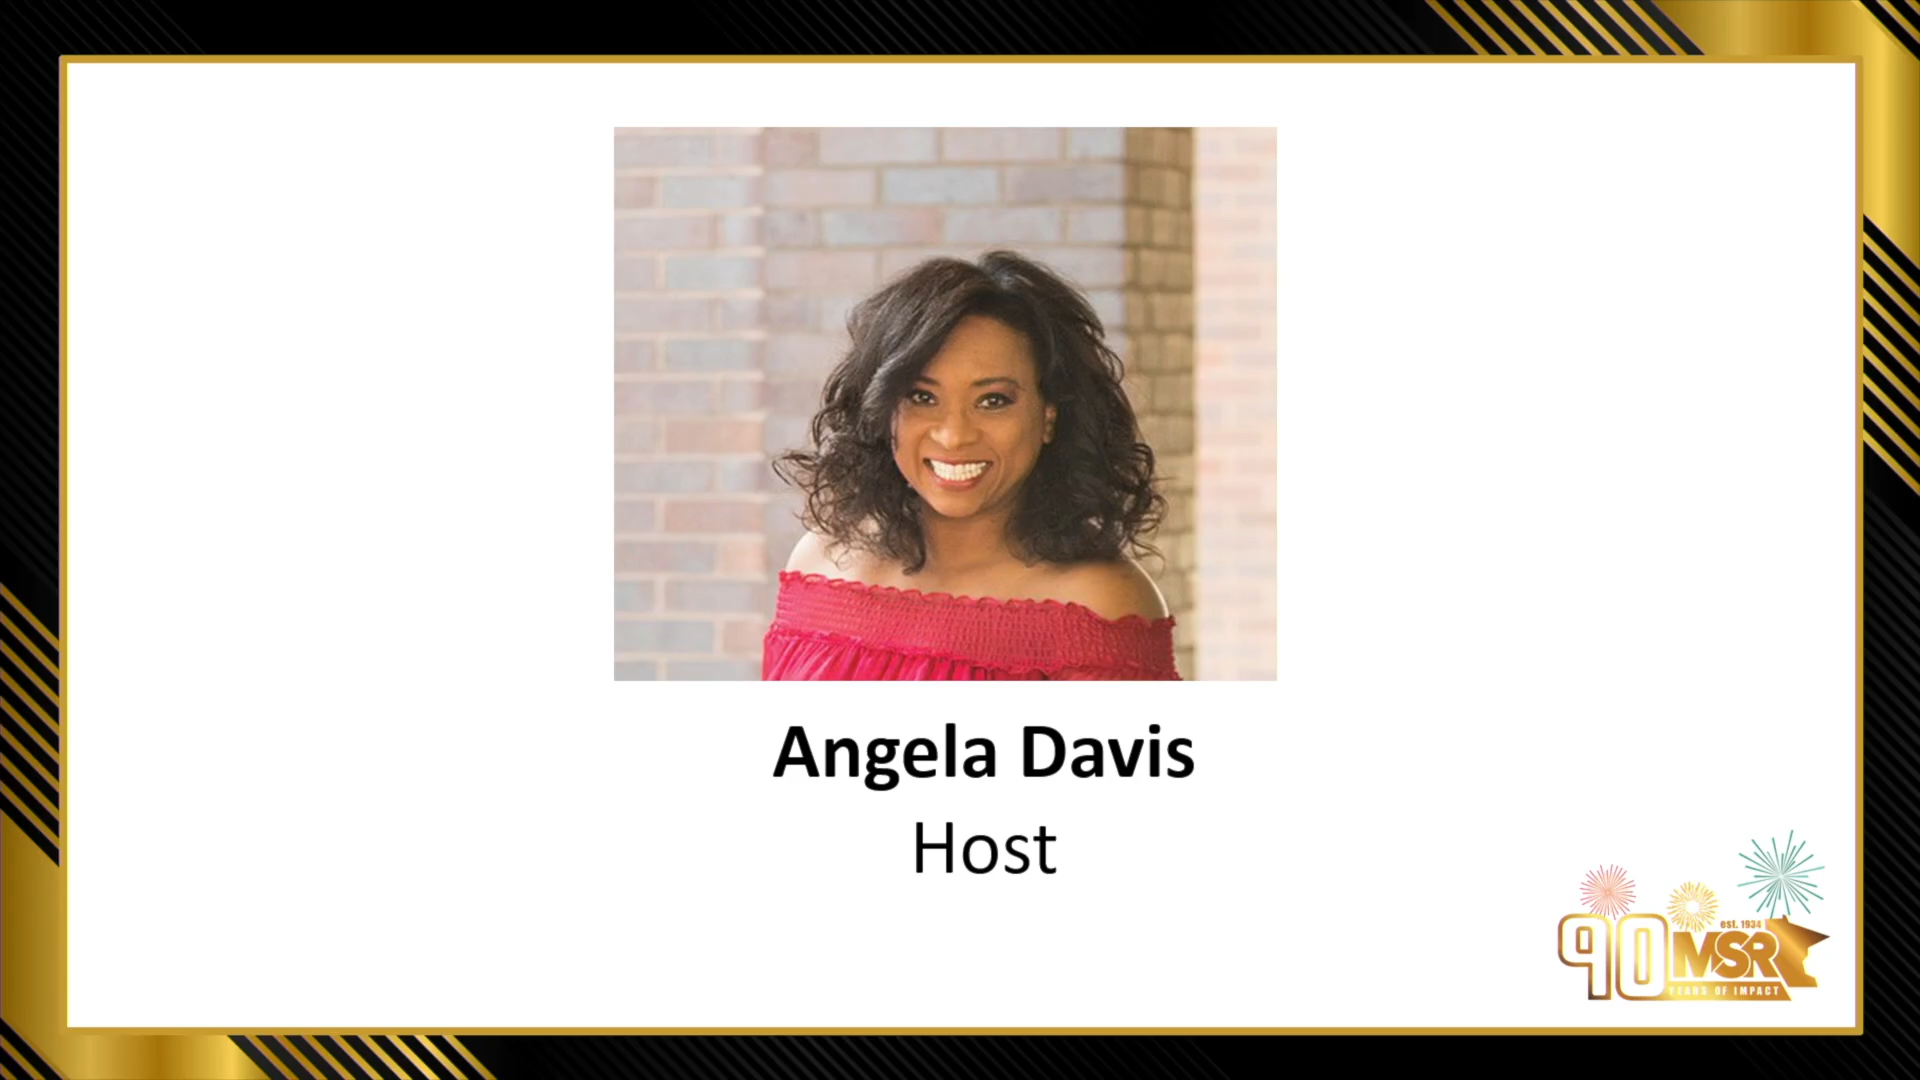 Angela Davis
Host
est. 1934
90 MSR
YEARS OF IMPACT